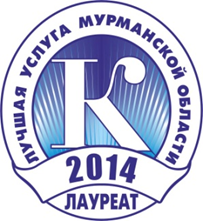 ЛУЧШАЯ УСЛУГА МУРМАНСКОЙ ОБЛАСТИ
К
2014
ЛАУРЕАТ